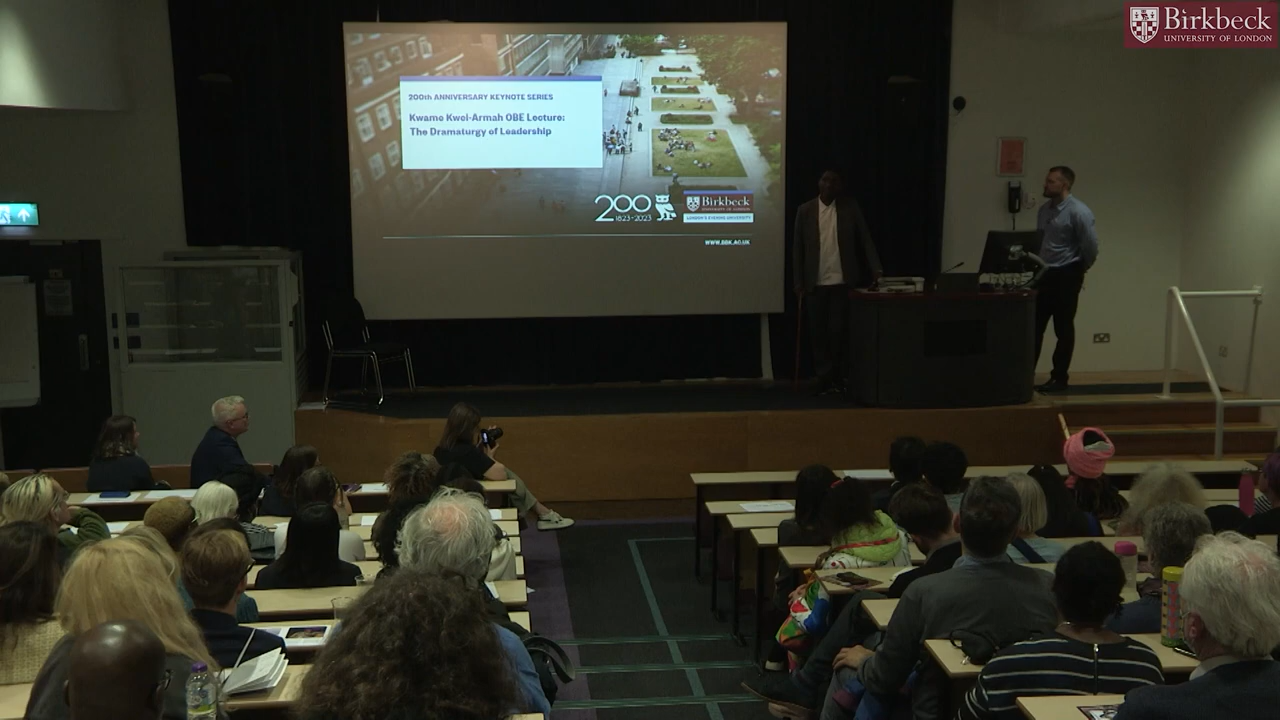 Birkbeck
UNIVERSITY OF LONDON
200th ANNIVERSARY KEYNOTE SERIES
Kwame Kwei-Armah OBE Lecture:
The Dramaturgy of Leadership
200
1823-2023
Birkbeck
UNIVERSITY OF LONDON
LONDON'S EVENING UNIVERSITY
WWW.BBK.AC.UK